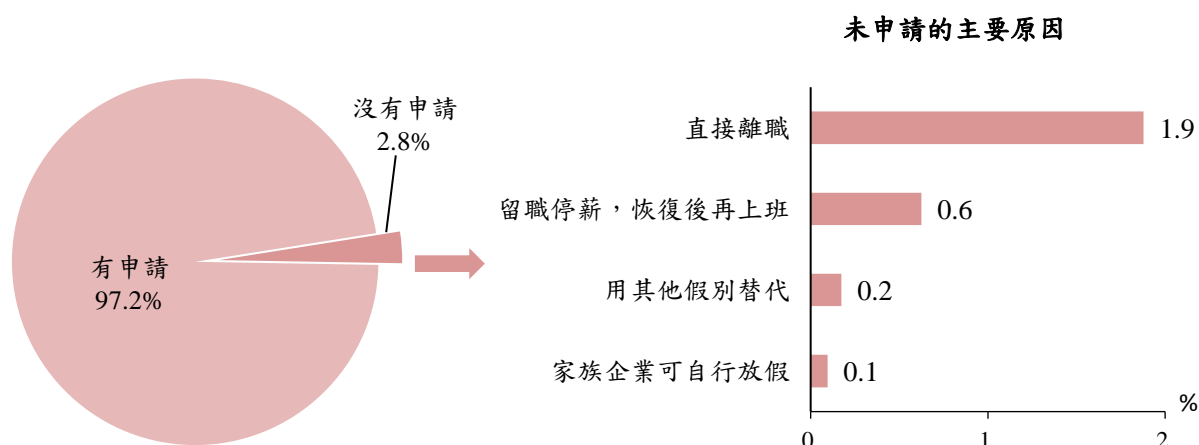 未申請的主要原因
沒有申請
2.8%
有申請
97.2%
直接離職
1.9
留職停薪，恢復後再上班
0.6
用其他假別替代
0.2
家族企業可自行放假
0.1
%
0
1
2